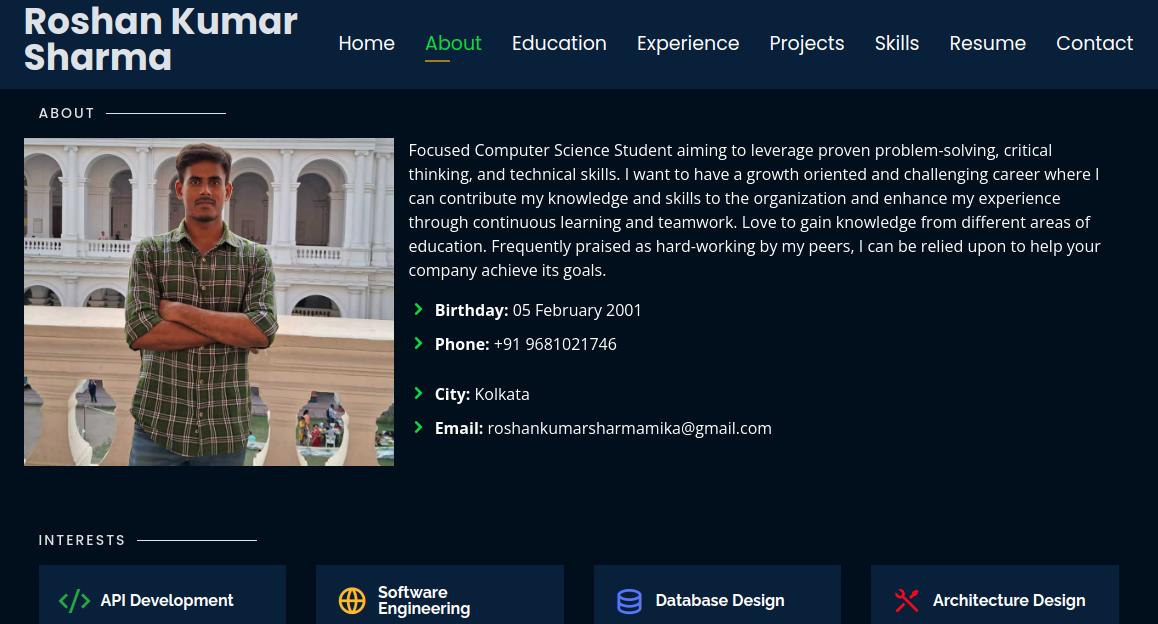 Roshan Kumar
Sharma
Home About Education Experience Projects Skills Resume Contact
ABOUT
Focused Computer Science Student aiming to leverage proven problem-solving, critical
thinking, and technical skills. I want to have a growth oriented and challenging career where I
can contribute my knowledge and skills to the organization and enhance my experience
through continuous learning and teamwork. Love to gain knowledge from different areas of
education. Frequently praised as hard-working by my peers, I can be relied upon to help your
company achieve its goals.
Birthday: 05 February 2001
Phone: +91 9681021746
City: Kolkata
Email: roshankumarsharmamika@gmail.com
INTERESTS
API Development
Software
Engineering
Database Design
Architecture Design